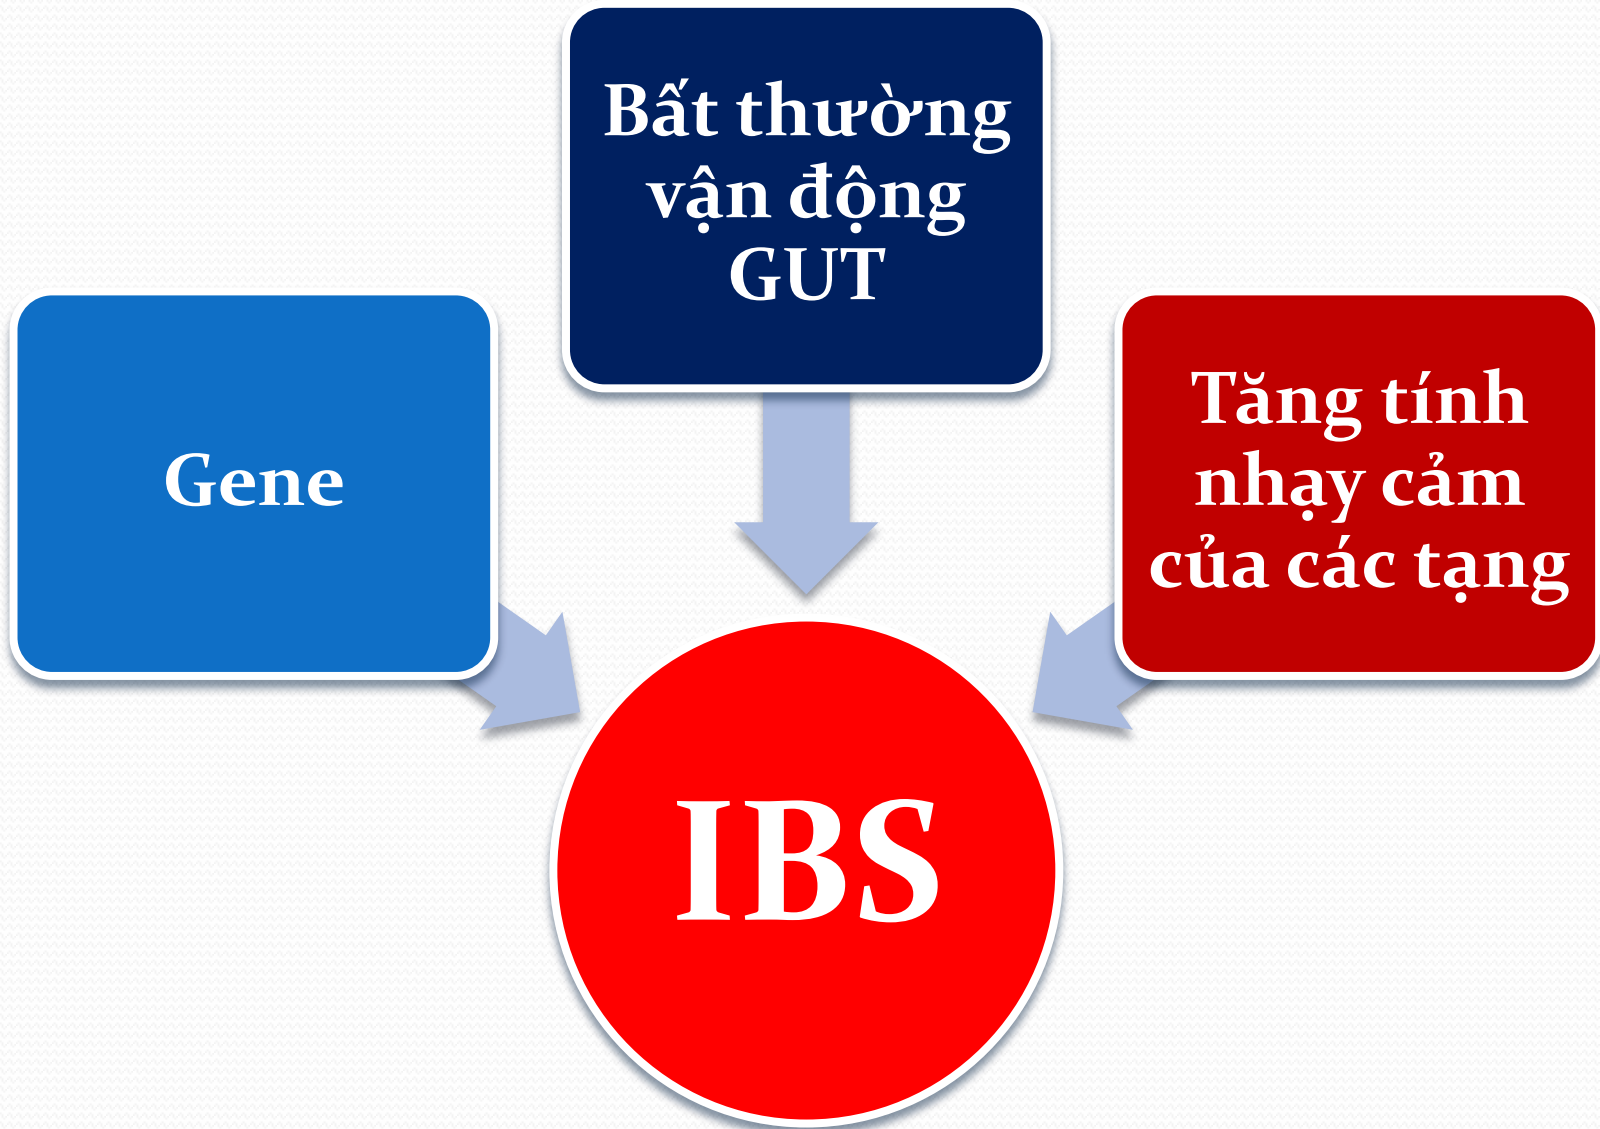 Bất thường
vận động
GUT
Gene
Tăng tính
nhạy cảm
của các tạng
IBS